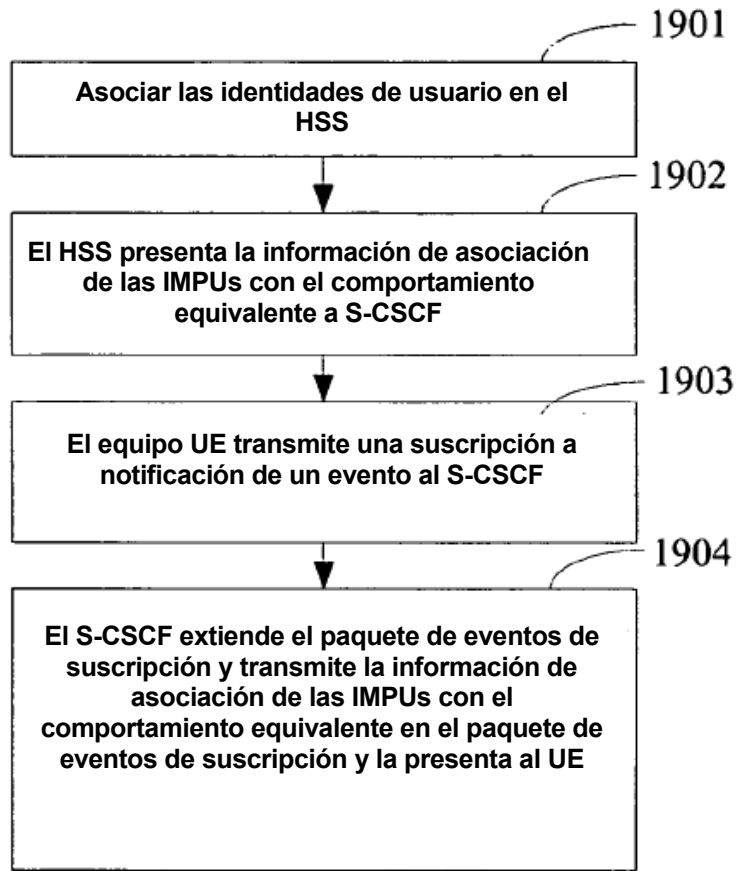 1901
Asociar las identidades de usuario en el
HSS
1902
El HSS presenta la información de asociación
de las IMPUs con el comportamiento
equivalente a S-CSCF
1903
El equipo UE transmite una suscripción a
notificación de un evento al S-CSCF
1904
El S-CSCF extiende el paquete de eventos de
suscripción y transmite la información de
asociación de las IMPUs con el
comportamiento equivalente en el paquete de
eventos de suscripción y la presenta al UE